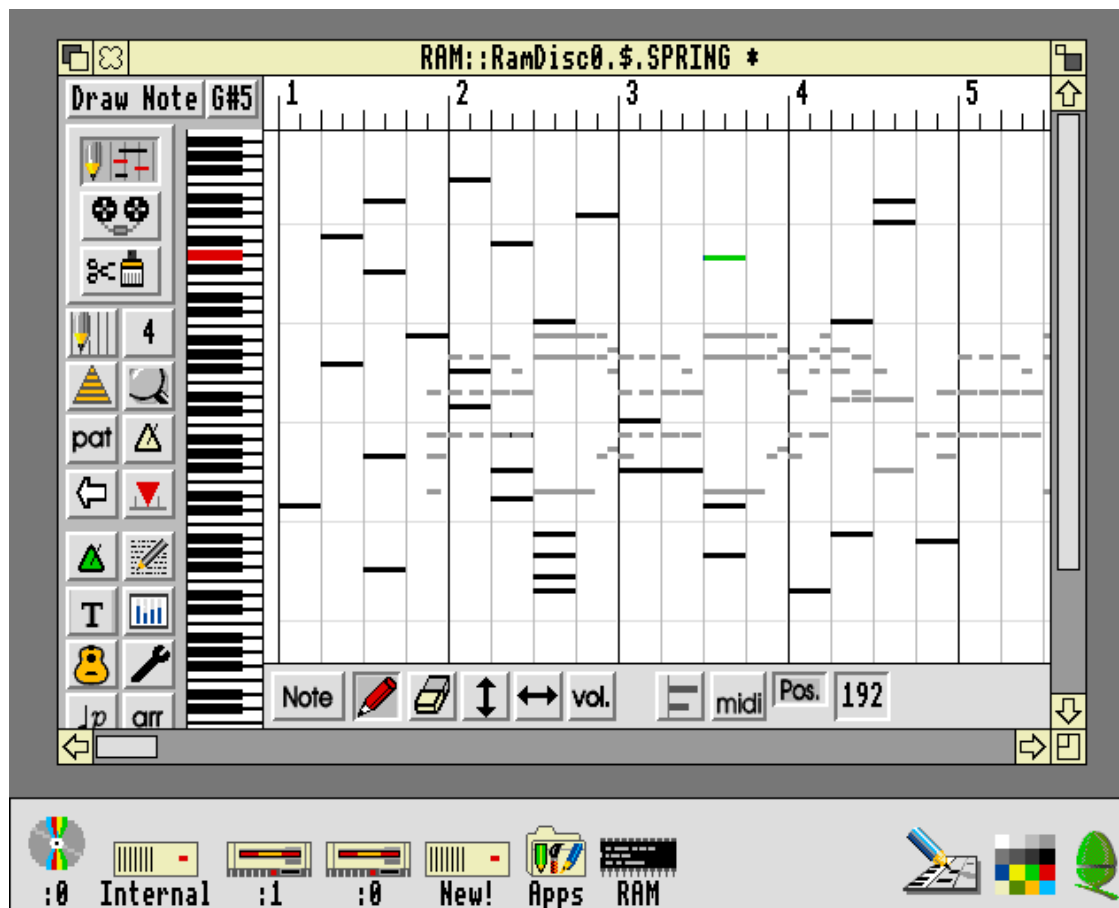 RAM::RamDisc0.$.SPRING *
Draw Note G#5
1 2 3 4 5
4
pat
T
p arr
Note vol. midi Pos. 192
:0 Internal :1 :0 New! Apps RAM